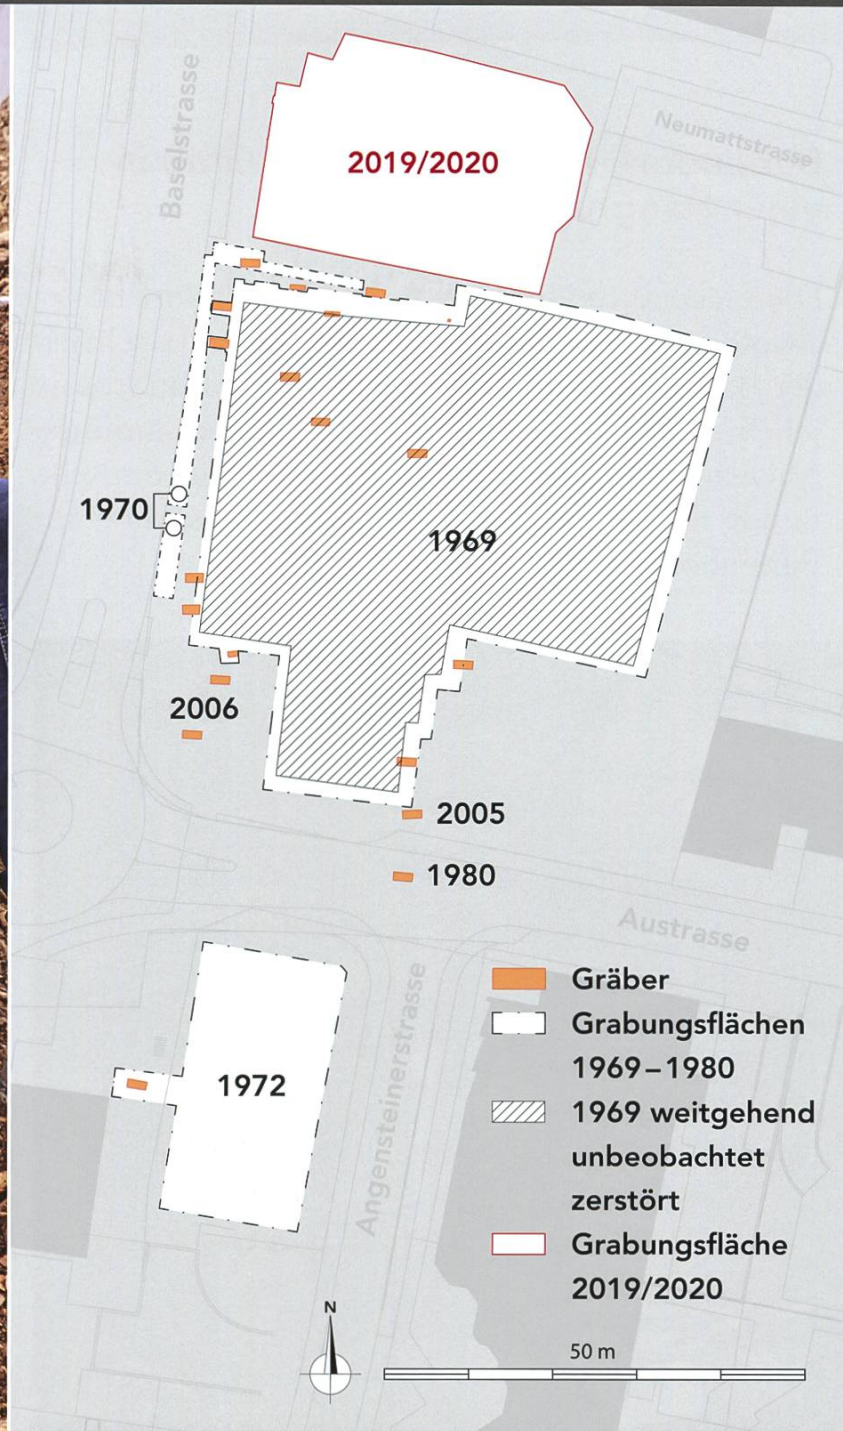 Baselstrasse
Neumattstrasse
2019/2020
1970
1969
2006
2005
1980
Austrasse
1972
Angensteinerstrasse
Gräber
Grabungsflächen
1969–1980
1969 weitgehend
unbeobachtet
zerstört
Grabungsfläche
2019/2020
N
50 m